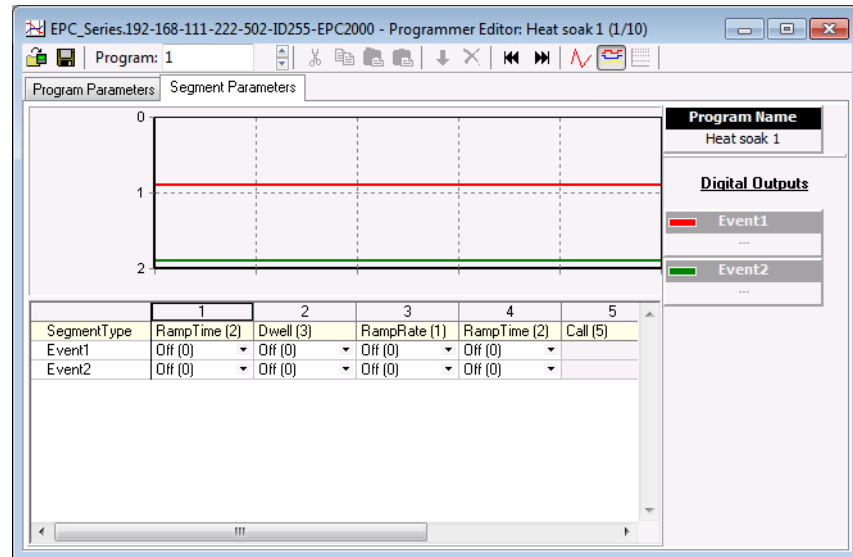 EPC_Series.192-168-111-222-502-ID255-EPC2000 - Programmer Editor: Heat soak 1 (1/10)
Program: 1
Program Parameters Segment Parameters
0
1
2
Program Name
Heat soak 1
Digital Outputs
Event1
---
Event2
---
1 2 3 4 5
SegmentType RampTime (2) Dwell (3) RampRate (1) RampTime (2) Call (5)
Event1 Off (0) Off (0) Off (0) Off (0)
Event2 Off (0) Off (0) Off (0) Off (0)